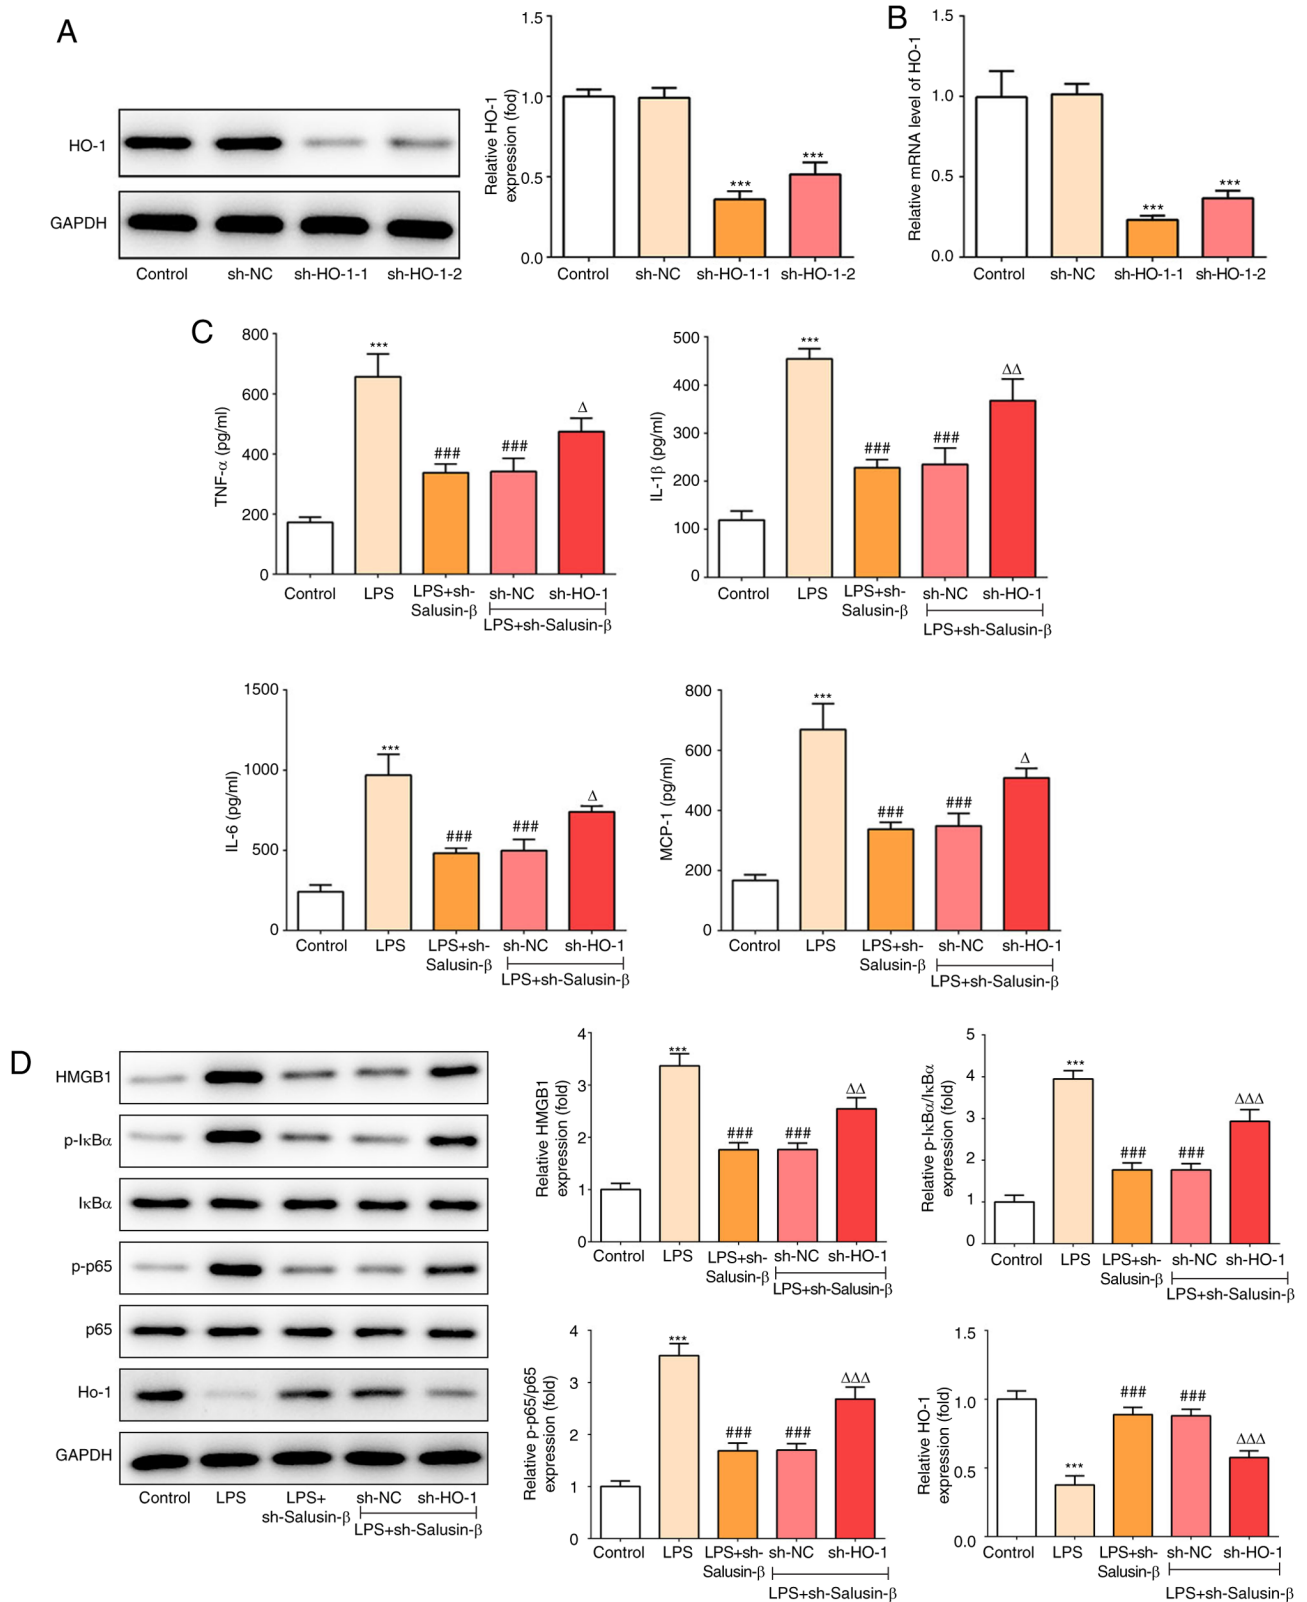 A
HO-1
GAPDH
Control sh-NC sh-HO-1-1 sh-HO-1-2
Relative HO-1
expression (fod)
1.5
1.0
0.5
0.0
*** ***
Control sh-NC sh-HO-1-1 sh-HO-1-2
B
Relative mRNA level of HO-1
1.5
1.0
0.5
0.0
*** ***
Control sh-NC sh-HO-1-1 sh-HO-1-2
C
TNF-α (pg/ml)
800
600
400
200
0
*** ### ### Δ
Control LPS LPS+sh- sh-NC sh-HO-1
Salusin-β
LPS+sh-Salusin-β
IL-1β (pg/ml)
500
400
300
200
100
0
*** ### ### ΔΔ
Control LPS LPS+sh- sh-NC sh-HO-1
Salusin-β
LPS+sh-Salusin-β
IL-6 (pg/ml)
1500
1000
500
0
*** ### ### Δ
Control LPS LPS+sh- sh-NC sh-HO-1
Salusin-β
LPS+sh-Salusin-β
MCP-1 (pg/ml)
800
600
400
200
0
*** ### ### Δ
Control LPS LPS+sh- sh-NC sh-HO-1
Salusin-β
LPS+sh-Salusin-β
D
HMGB1
p-IκBα
IκBα
p-p65
p65
Ho-1
GAPDH
Control LPS LPS+ sh-NC sh-HO-1
sh-Salusin-β
LPS+sh-Salusin-β
Relative HMGB1
expression (fold)
4
3
2
1
0
*** ### ### ΔΔ
Control LPS LPS+sh- sh-NC sh-HO-1
Salusin-β
LPS+sh-Salusin-β
Relative p-IκBα/IκBα
expression (fold)
5
4
3
2
1
0
*** ### ### ΔΔΔ
Control LPS LPS+sh- sh-NC sh-HO-1
Salusin-β
LPS+sh-Salusin-β
Relative p-p65/p65
expression (fold)
4
3
2
1
0
*** ### ### ΔΔΔ
Control LPS LPS+sh- sh-NC sh-HO-1
Salusin-β
LPS+sh-Salusin-β
Relative HO-1
expression (fold)
1.5
1.0
0.5
0.0
*** ### ### ΔΔΔ
Control LPS LPS+sh- sh-NC sh-HO-1
Salusin-β
LPS+sh-Salusin-β